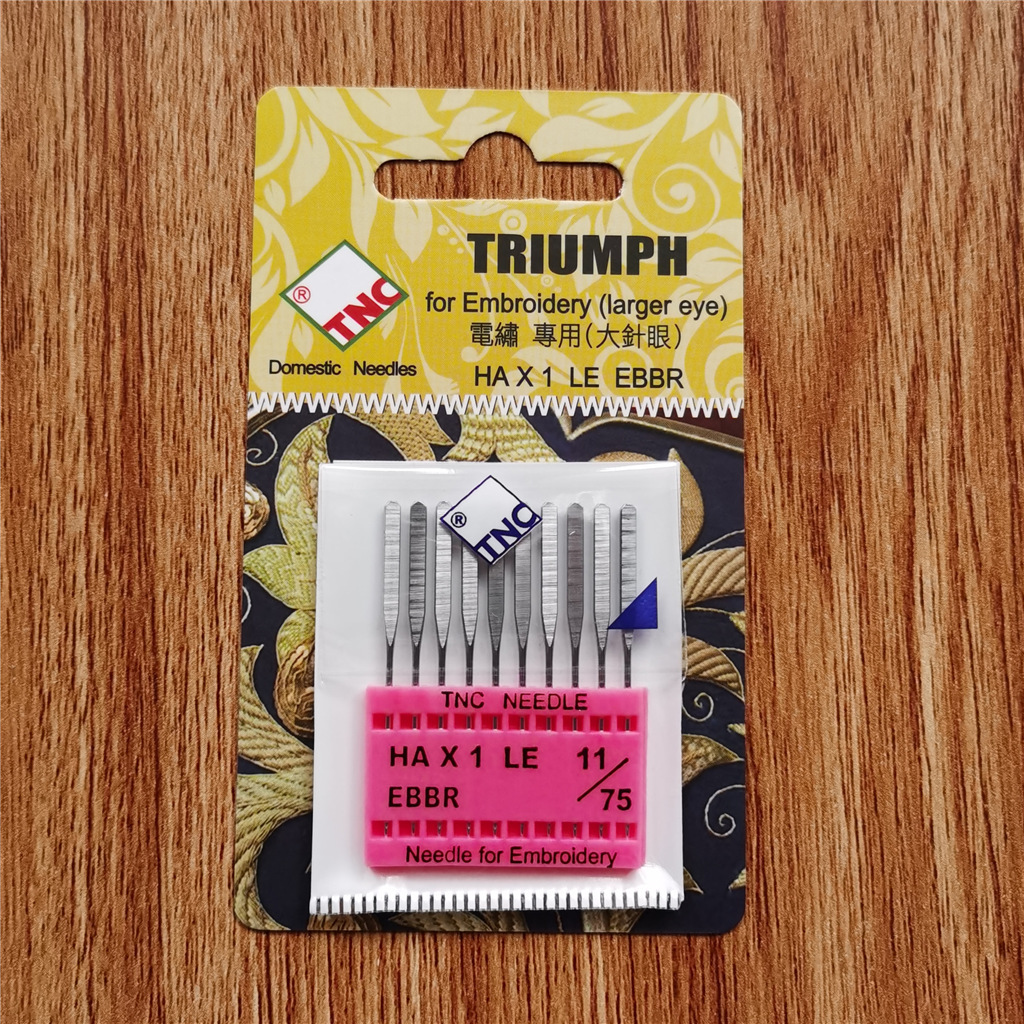 TRIUMPH
for Embroidery (larger eye)
電繡 專用(大針眼)
HA X 1 LE EBBR
® TNC
Domestic Needles
® TNC
TNC NEEDLE
HA X 1 LE 11/75
EBBR
Needle for Embroidery